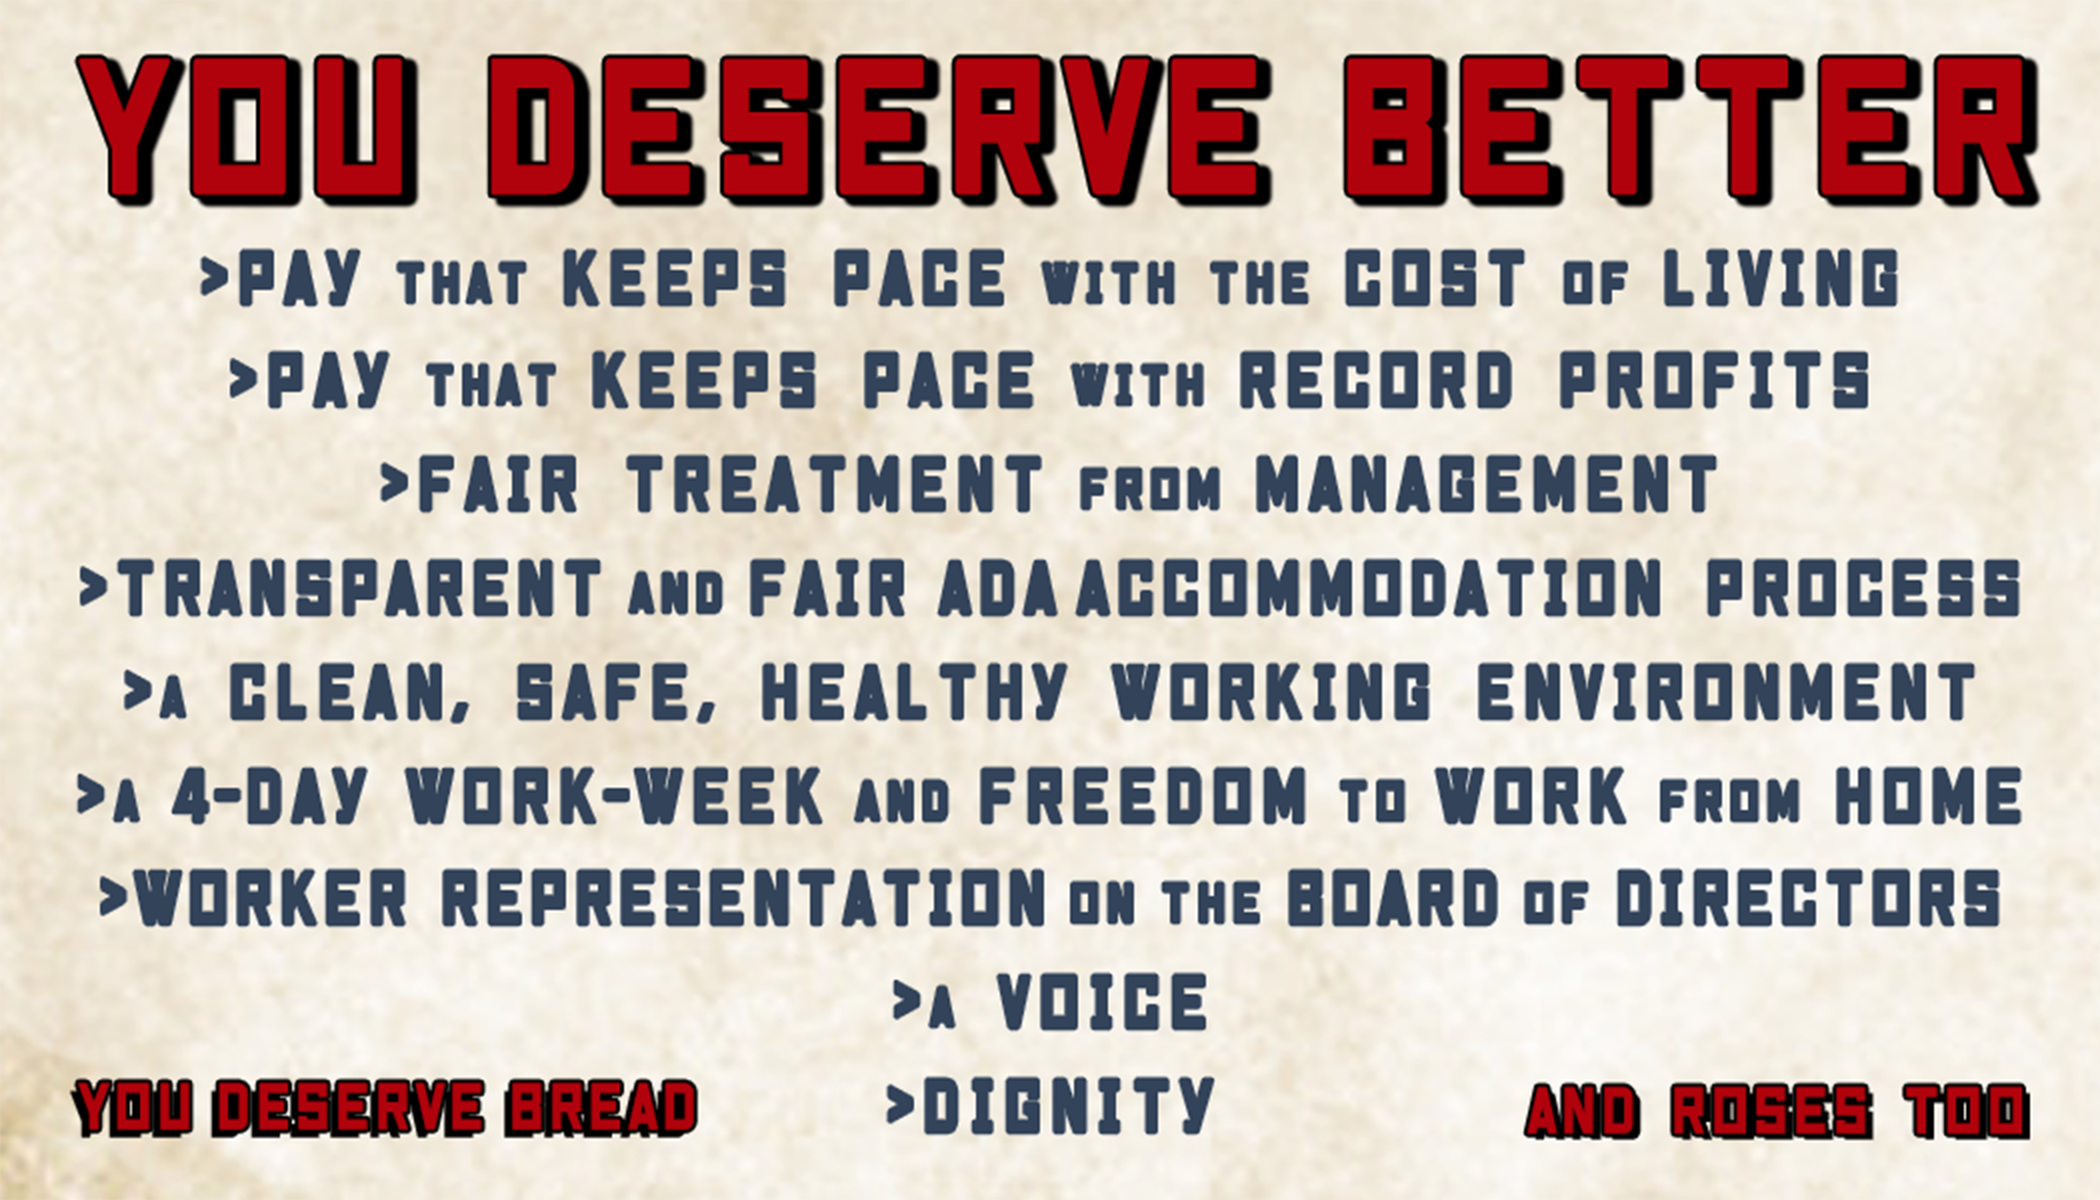 YOU DESERVE BETTER
>PAY THAT KEEPS PACE WITH THE COST OF LIVING
>PAY THAT KEEPS PACE WITH RECORD PROFITS
>FAIR TREATMENT FROM MANAGEMENT
>TRANSPARENT AND FAIR ADA ACCOMMODATION PROCESS
>A CLEAN, SAFE, HEALTHY WORKING ENVIRONMENT
>A 4-DAY WORK-WEEK AND FREEDOM TO WORK FROM HOME
>WORKER REPRESENTATION ON THE BOARD OF DIRECTORS
>A VOICE
>DIGNITY
YOU DESERVE BREAD
AND ROSES TOO